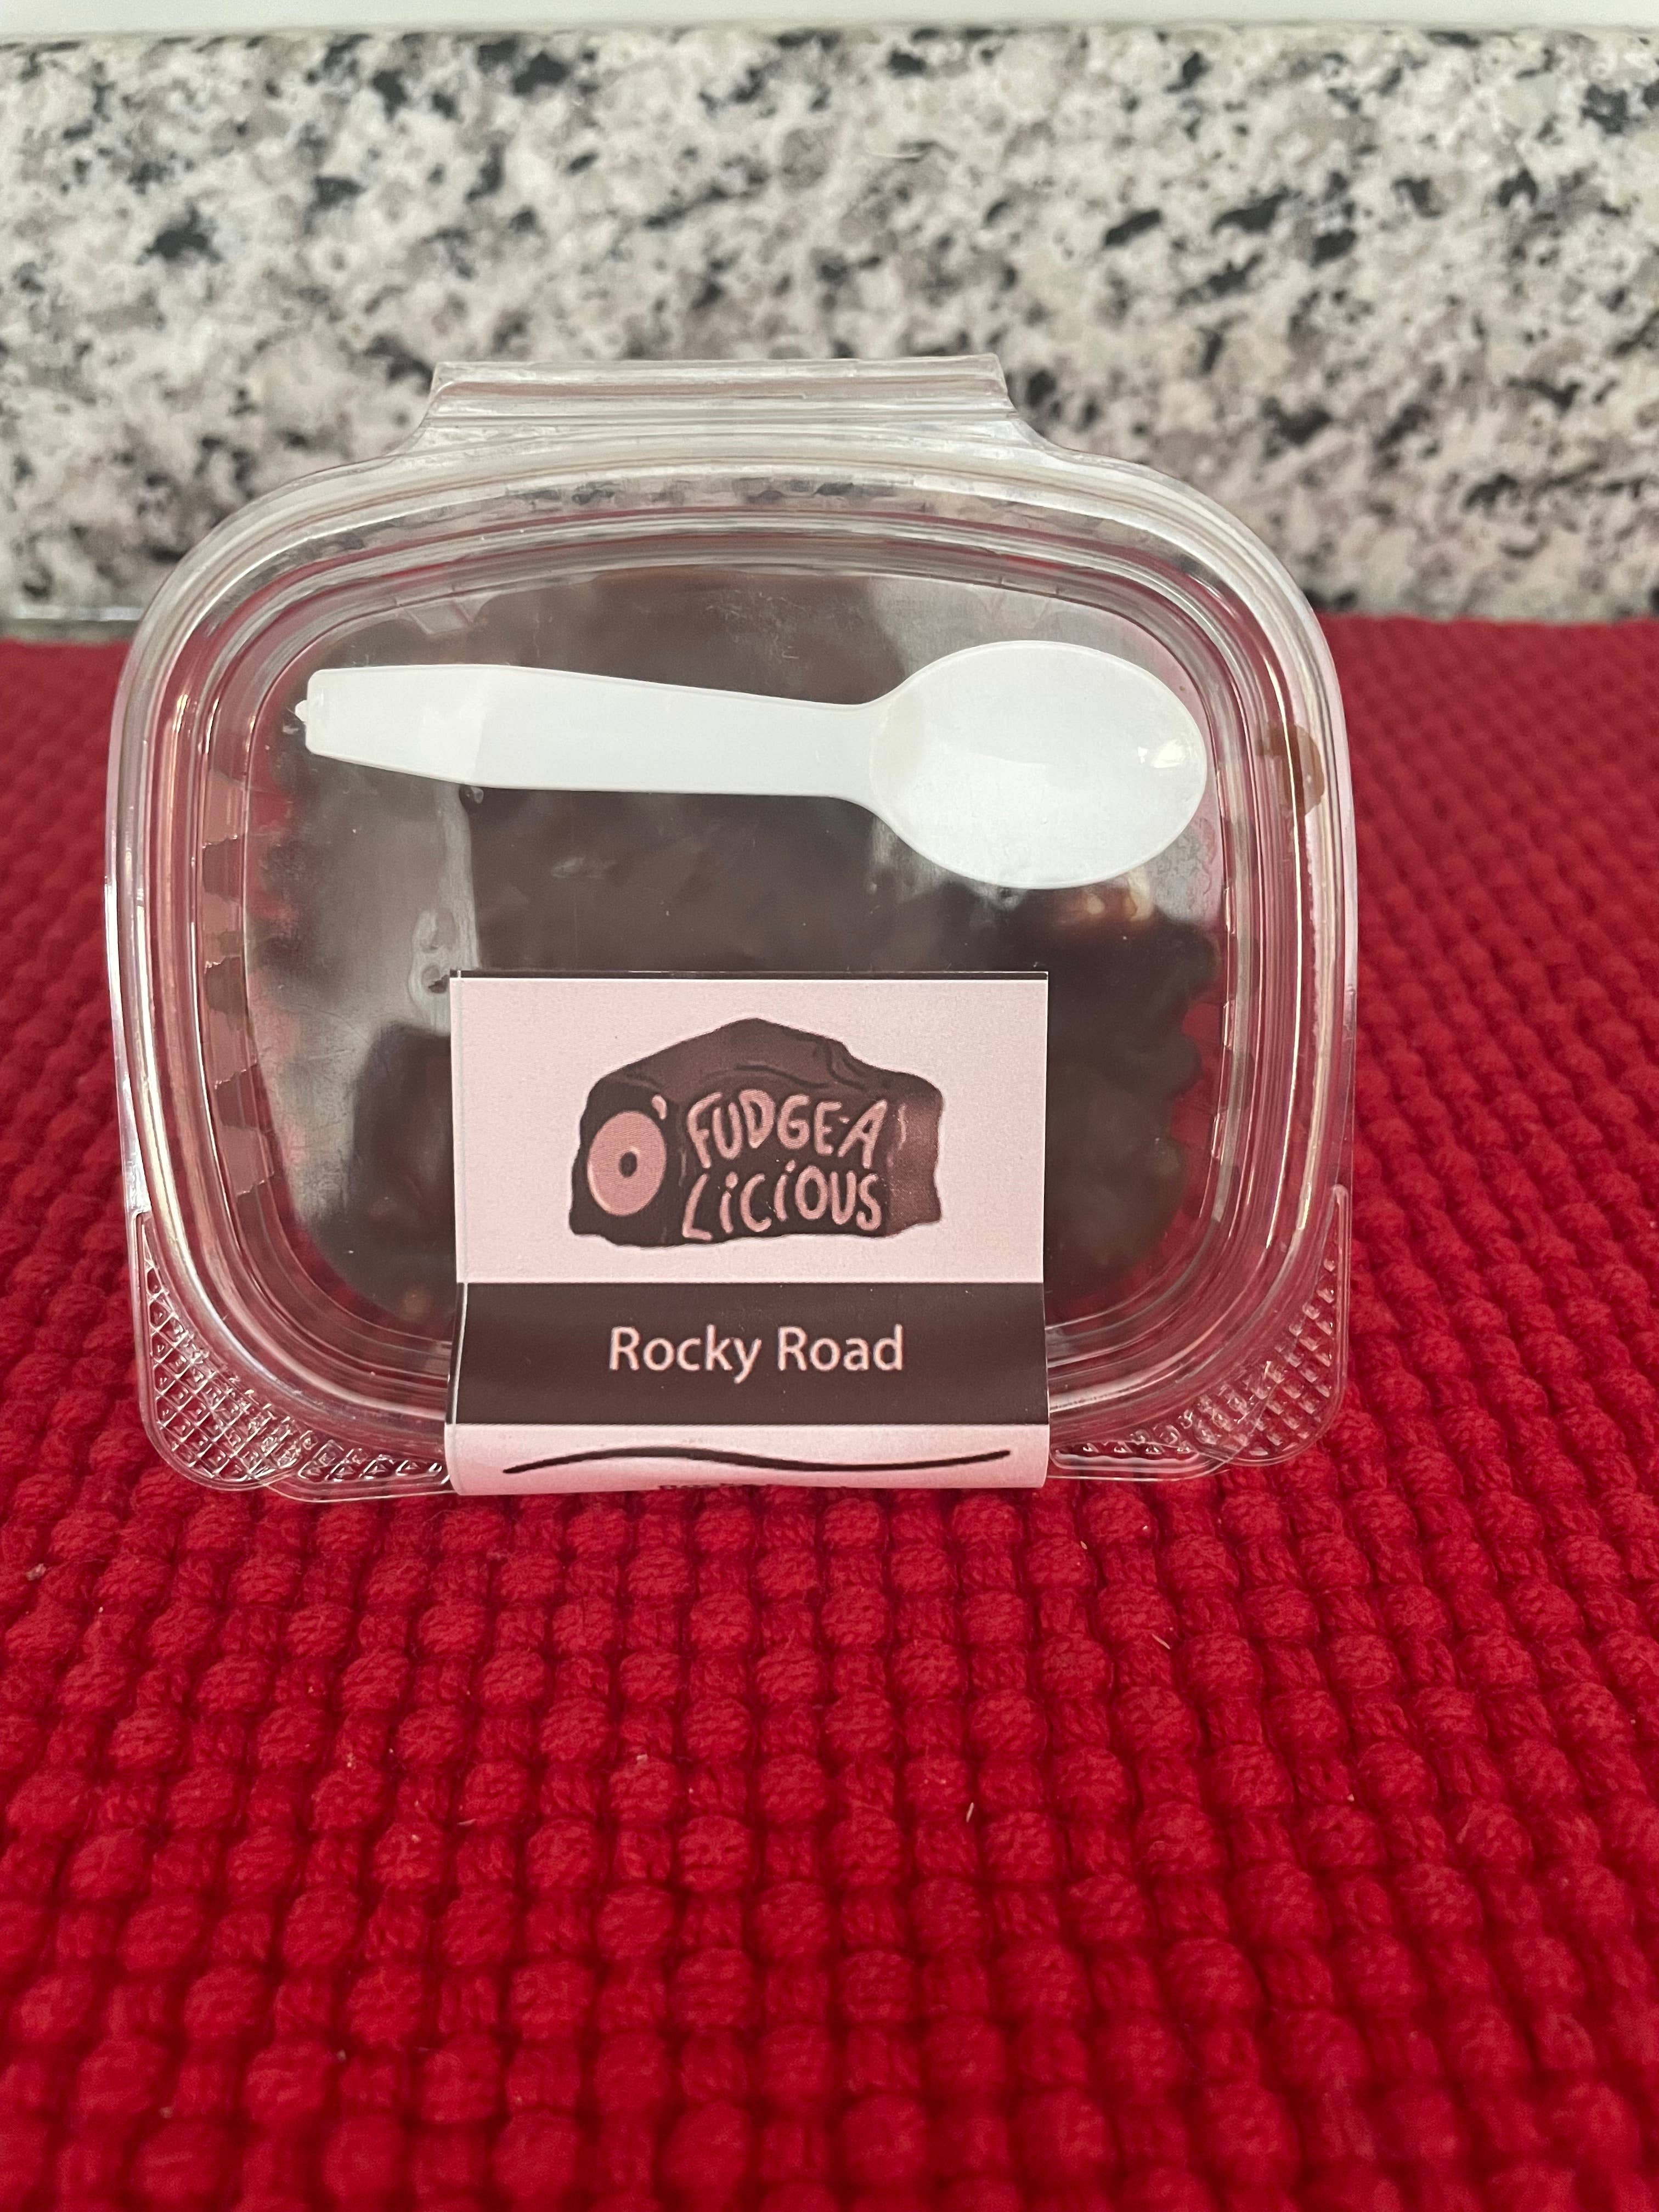 O' FUDGE-A
LiCiOUS
Rocky Road